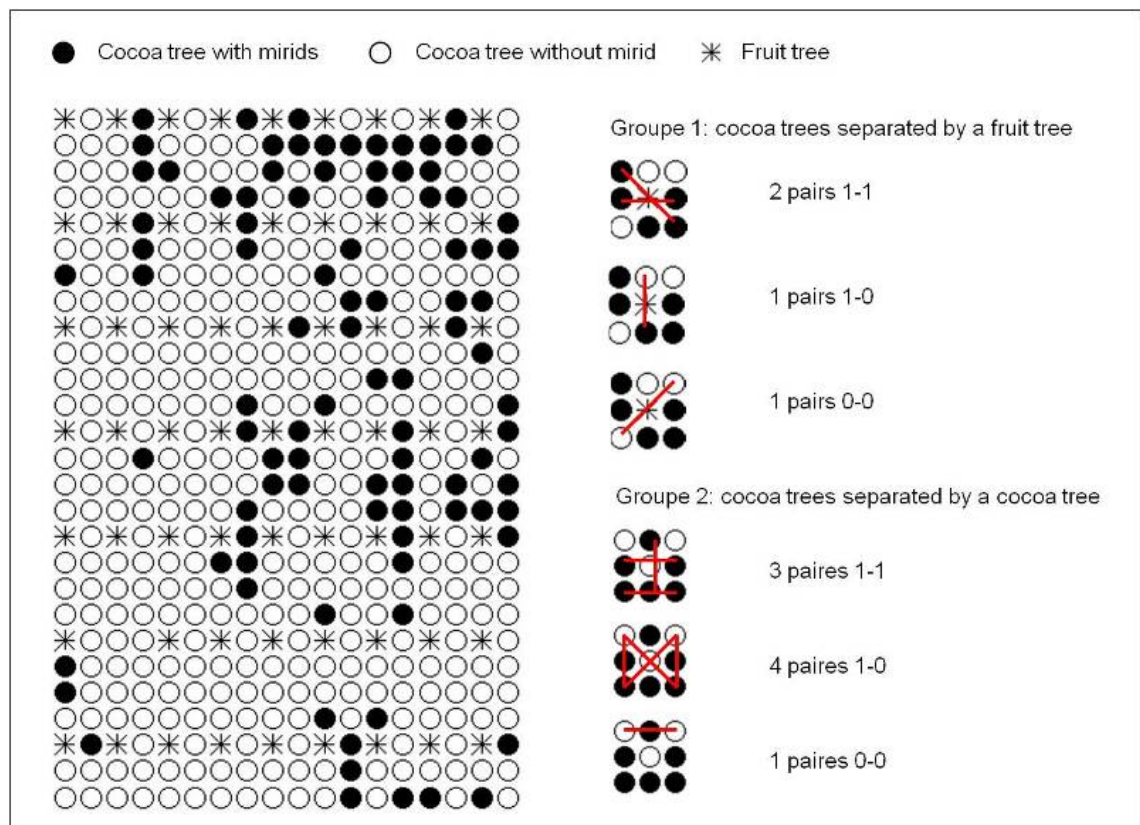 Cocoa tree with mirids Cocoa tree without mirid Fruit tree
Groupe 1: cocoa trees separated by a fruit tree
2 pairs 1-1
1 pairs 1-0
1 pairs 0-0
Groupe 2: cocoa trees separated by a cocoa tree
3 paires 1-1
4 paires 1-0
1 paires 0-0